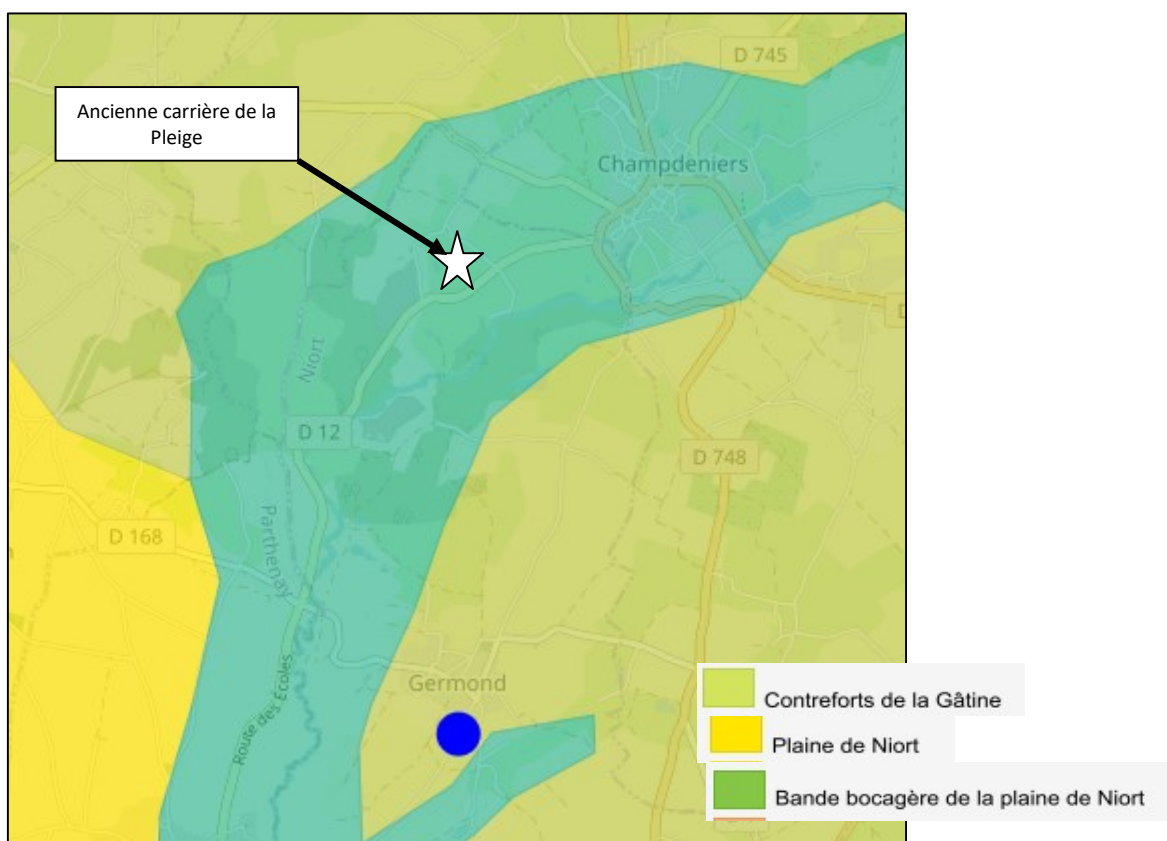 D 745
Ancienne carrière de la
Pleige
Champdeniers
Niort
D 12
D 748
D 168
Parthenay
Germond
Route des Écoles
D
Contreforts de la Gâtine
Plaine de Niort
Bande bocagère de la plaine de Niort